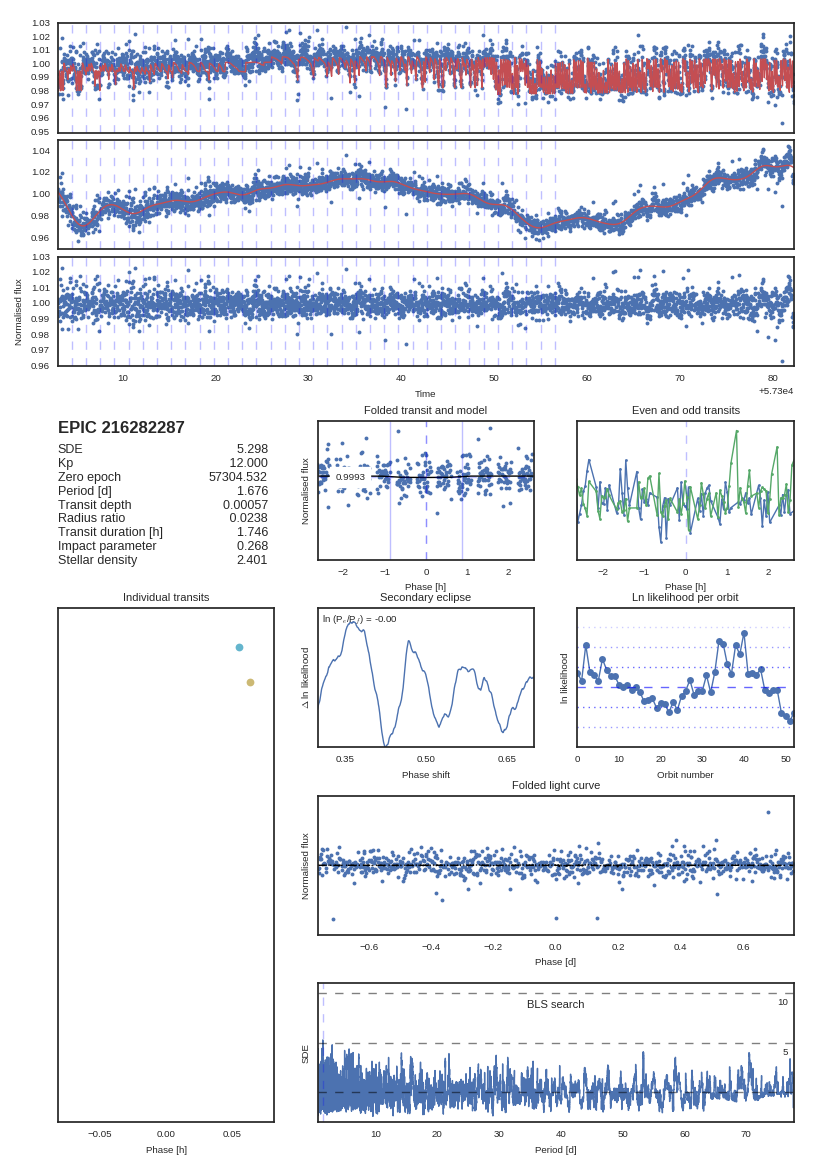 1.03
1.02
1.01
1.00
0.99
0.98
0.97
0.96
0.95
1.04
1.02
1.00
0.98
0.96
1.03
1.02
1.01
1.00
0.99
0.98
0.97
0.96
Normalised flux
10 20 30 40 50 60 70 80
Time
+5.73e4
EPIC 216282287
SDE 5.298
Kp 12.000
Zero epoch 57304.532
Period [d] 1.676
Transit depth 0.00057
Radius ratio 0.0238
Transit duration [h] 1.746
Impact parameter 0.268
Stellar density 2.401
Folded transit and model
Normalised flux
0.9993
−2 −1 0 1 2
Phase [h]
Even and odd transits
−2 −1 0 1 2
Phase [h]
Individual transits
−0.05 0.00 0.05
Phase [h]
Secondary eclipse
Δ ln likelihood
0.35 0.50 0.65
Phase shift
Ln likelihood per orbit
ln likelihood
0 10 20 30 40 50
Orbit number
Folded light curve
Normalised flux
−0.6 −0.4 −0.2 0.0 0.2 0.4 0.6
Phase [d]
BLS search
10
5
SDE
10 20 30 40 50 60 70
Period [d]